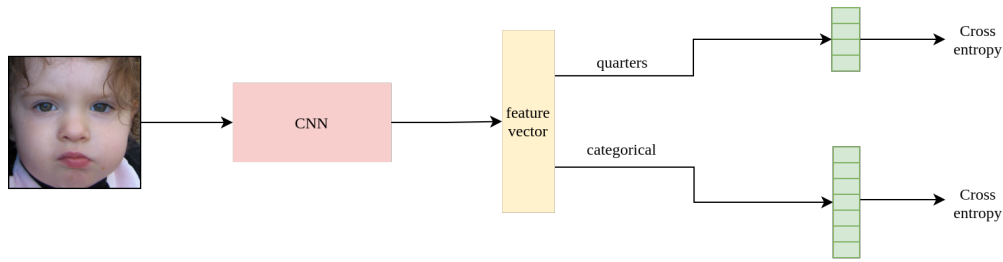 CNN
feature
vector
quarters
categorical
Cross
entropy
Cross
entropy